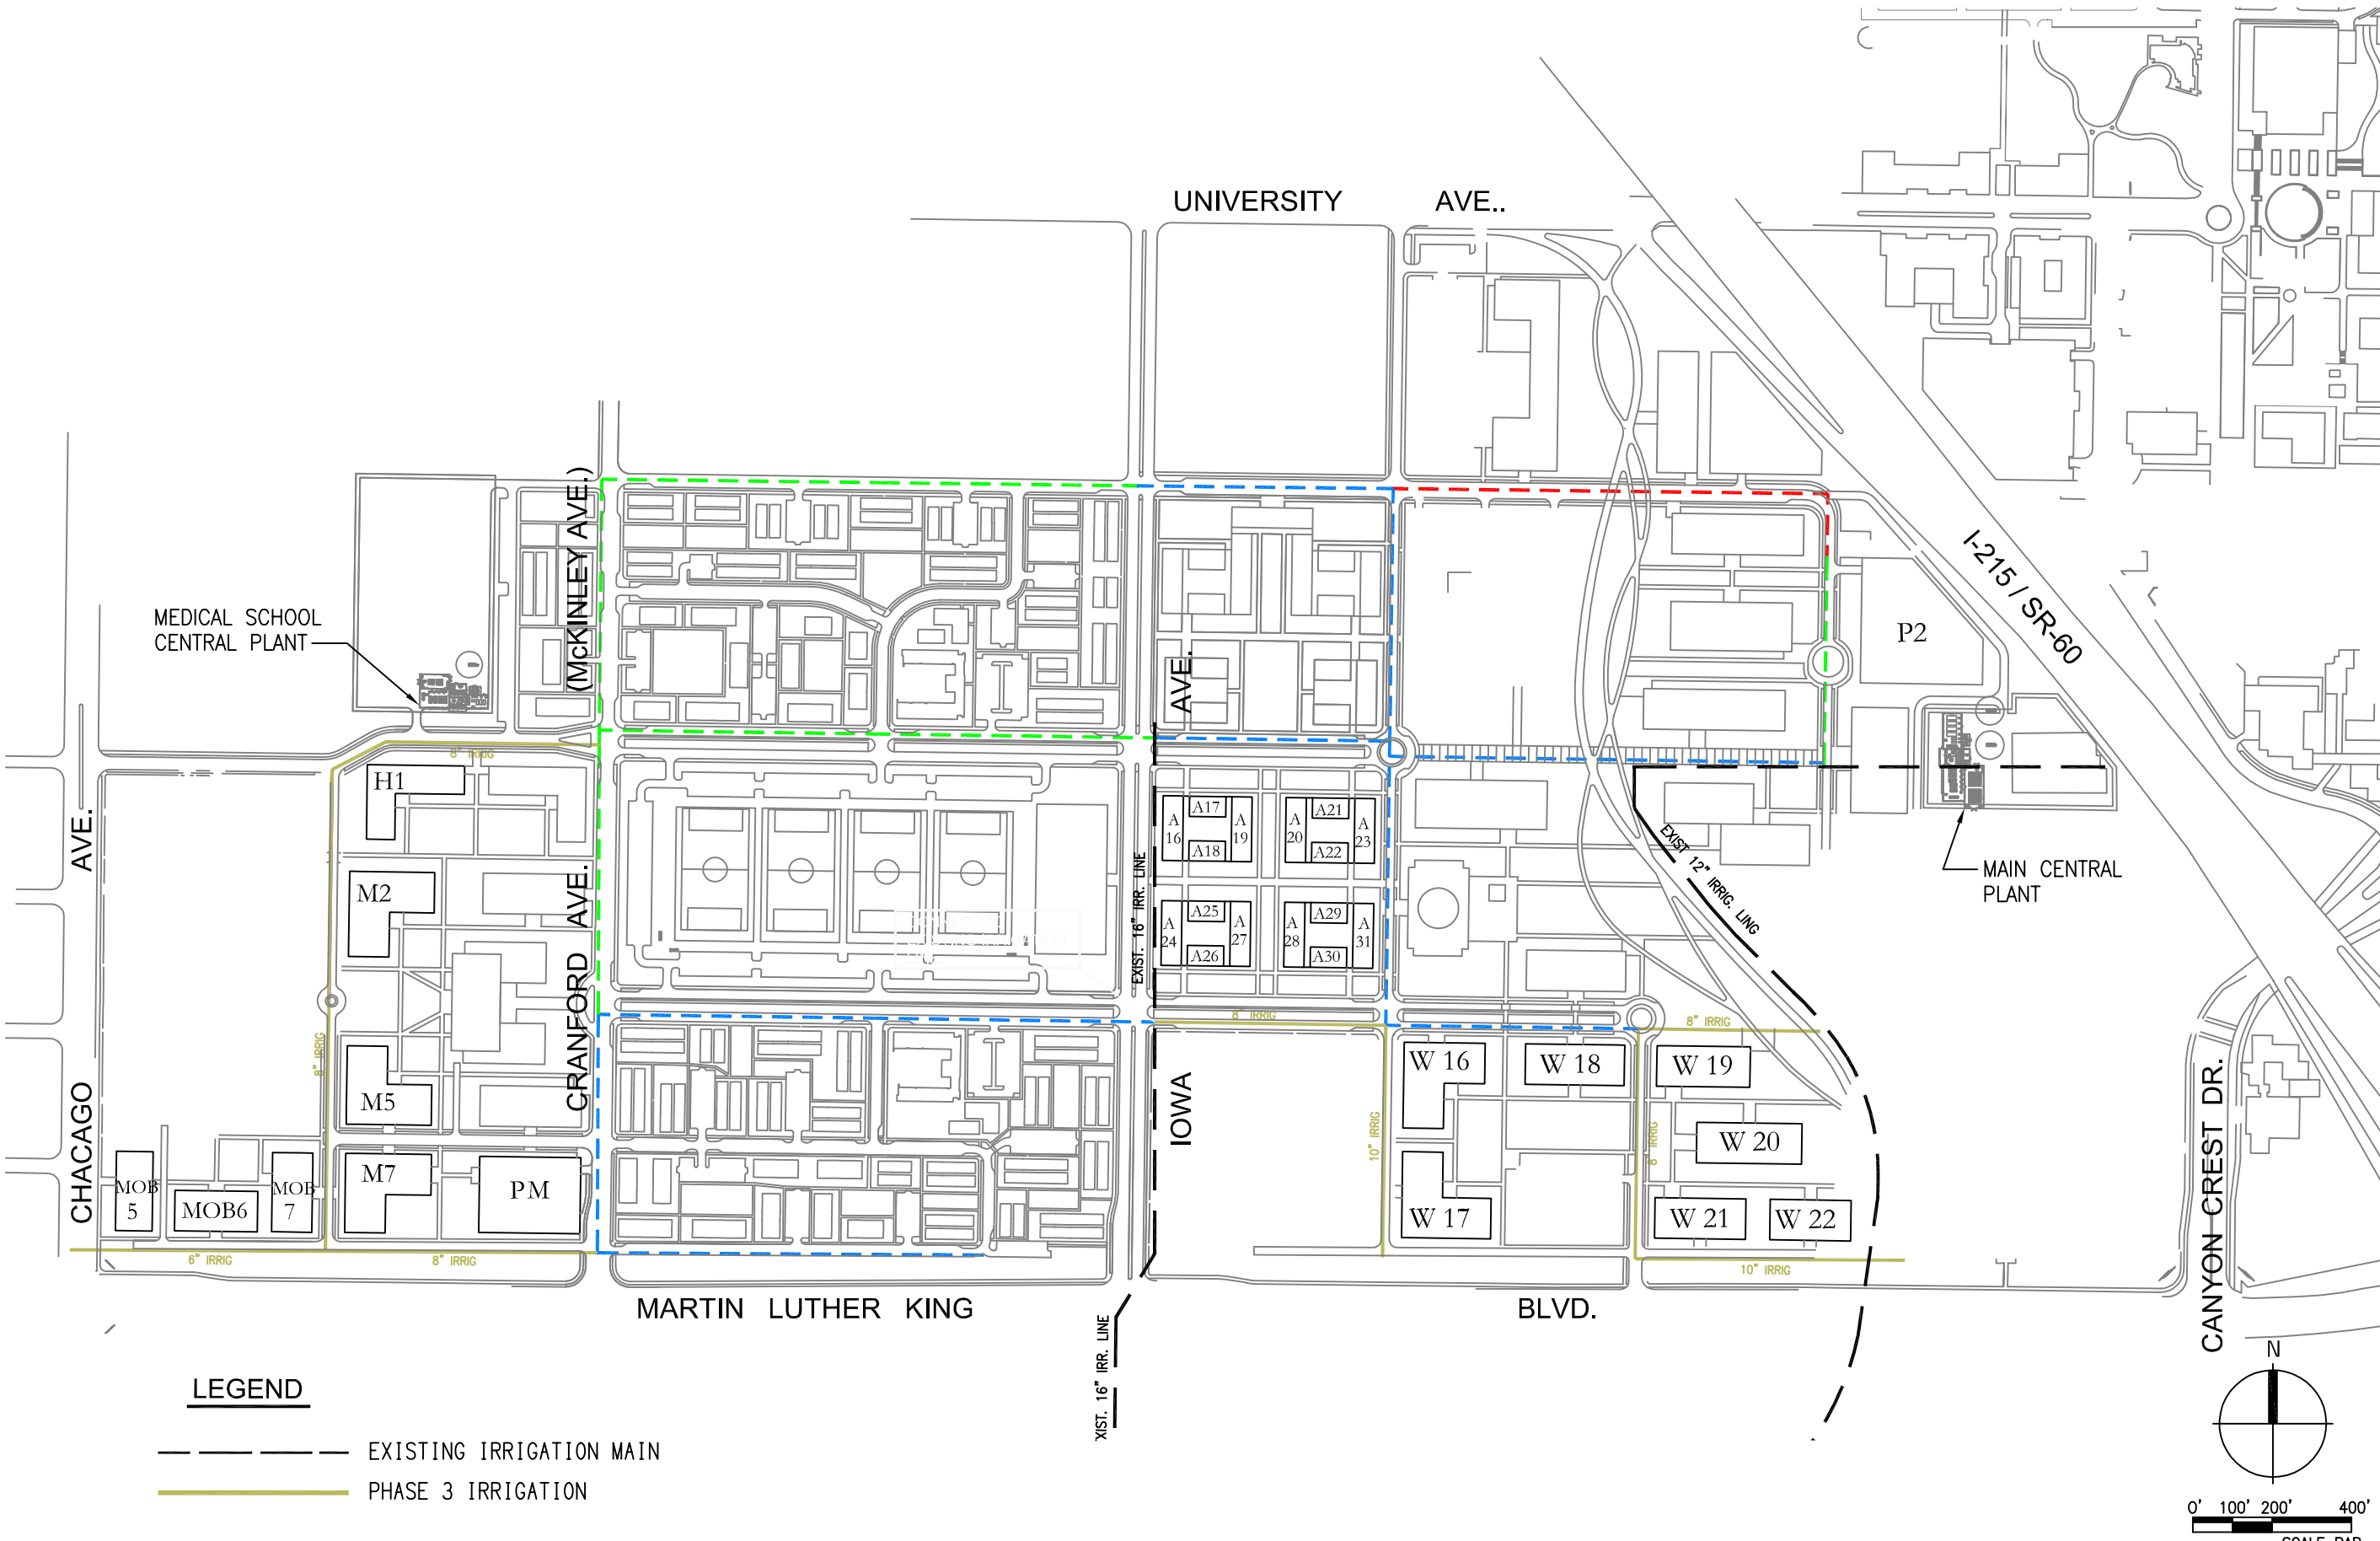 UNIVERSITY AVE..
(McKINLEY AVE.)
I-215 / SR-60
MEDICAL SCHOOL
CENTRAL PLANT
P2
AVE.
8" IRRIG
H1
A
16
A17
A18
A
19
A
20
A21
A22
A
23
AVE.
EXIST. 16" IRR. LINE
EXIST 12" IRRIG. LING
MAIN CENTRAL
PLANT
M2
CRANFORD AVE.
A
24
A25
A26
A
27
A
28
A29
A30
A
31
8" IRRIG
8" IRRIG
8" IRRIG
M5
W 16
W 18
W 19
CHACAGO
IOWA
10" IRRIG
8 IRRIG
W 20
CANYON CREST DR.
MOB
5
MOB6
MOB
7
M7
PM
W 17
W 21
W 22
6" IRRIG
8" IRRIG
10" IRRIG
MARTIN LUTHER KING BLVD.
XIST. 16" IRR. LINE
N
LEGEND
EXISTING IRRIGATION MAIN
PHASE 3 IRRIGATION
0' 100' 200' 400'